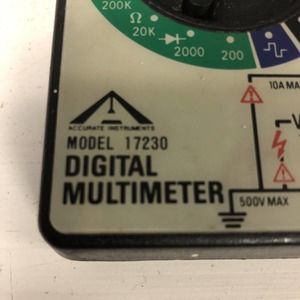 200K
Ω
20K
2000
200
10A MA
ACCURATE INSTRUMENTS
MODEL 17230
DIGITAL
MULTIMETER
V
500V MAX